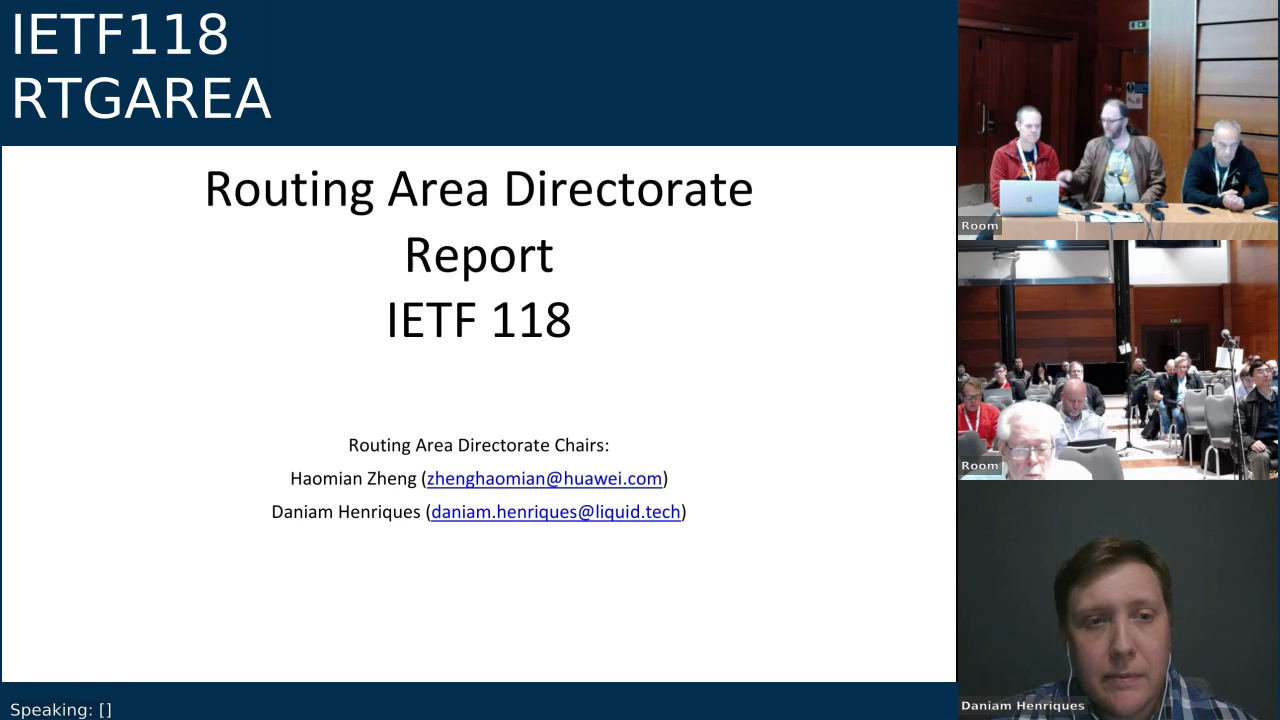 IETF118
RTGAREA
Routing Area Directorate
Report
IETF 118
Routing Area Directorate Chairs:
Haomian Zheng (zhenghaomian@huawei.com)
Daniam Henriques (daniam.henriques@liquid.tech)
Speaking: []
Room
Room
Daniam Henriques